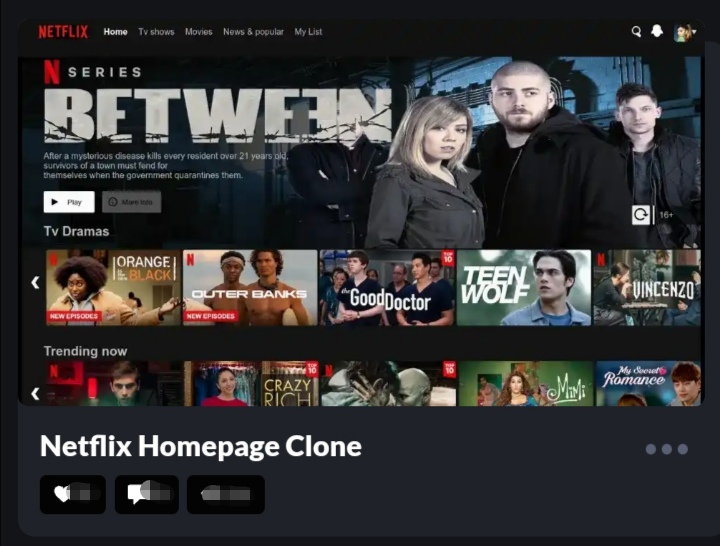 NETFLIX Home Tv shows Movies News & popular My List
N SERIES
BETWEEN
After a mysterious disease kills every resident over 21 years old,
survivors of a town must fend for
themselves when the government quarantines them.
Play More Info
16+
Tv Dramas
N ORANGE IS THE NEW BLACK NEW EPISODES
N OUTER BANKS NEW EPISODES
the Good Doctor TOP 10
TEEN WOLF
N VINCENZO
Trending now
N
CRAZY RICH TOP 10
N TOP 10
MiMi
My Secret Romance
Netflix Homepage Clone